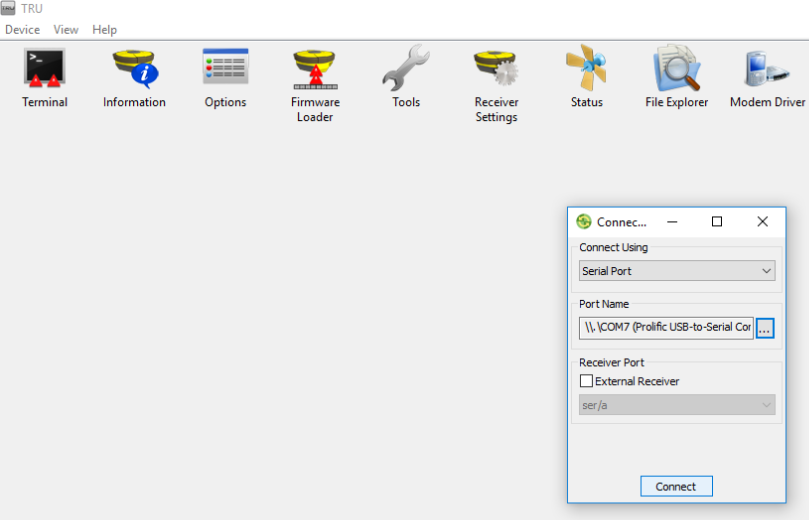 TRU TRU
Device View Help
Terminal
Information
Options
Firmware
Loader
Tools
Receiver
Settings
Status
File Explorer
Modem Driver
Connec...
Connect Using
Serial Port
Port Name
\\.\COM7 (Prolific USB-to-Serial Cor
...
Receiver Port
External Receiver
ser/a
Connect